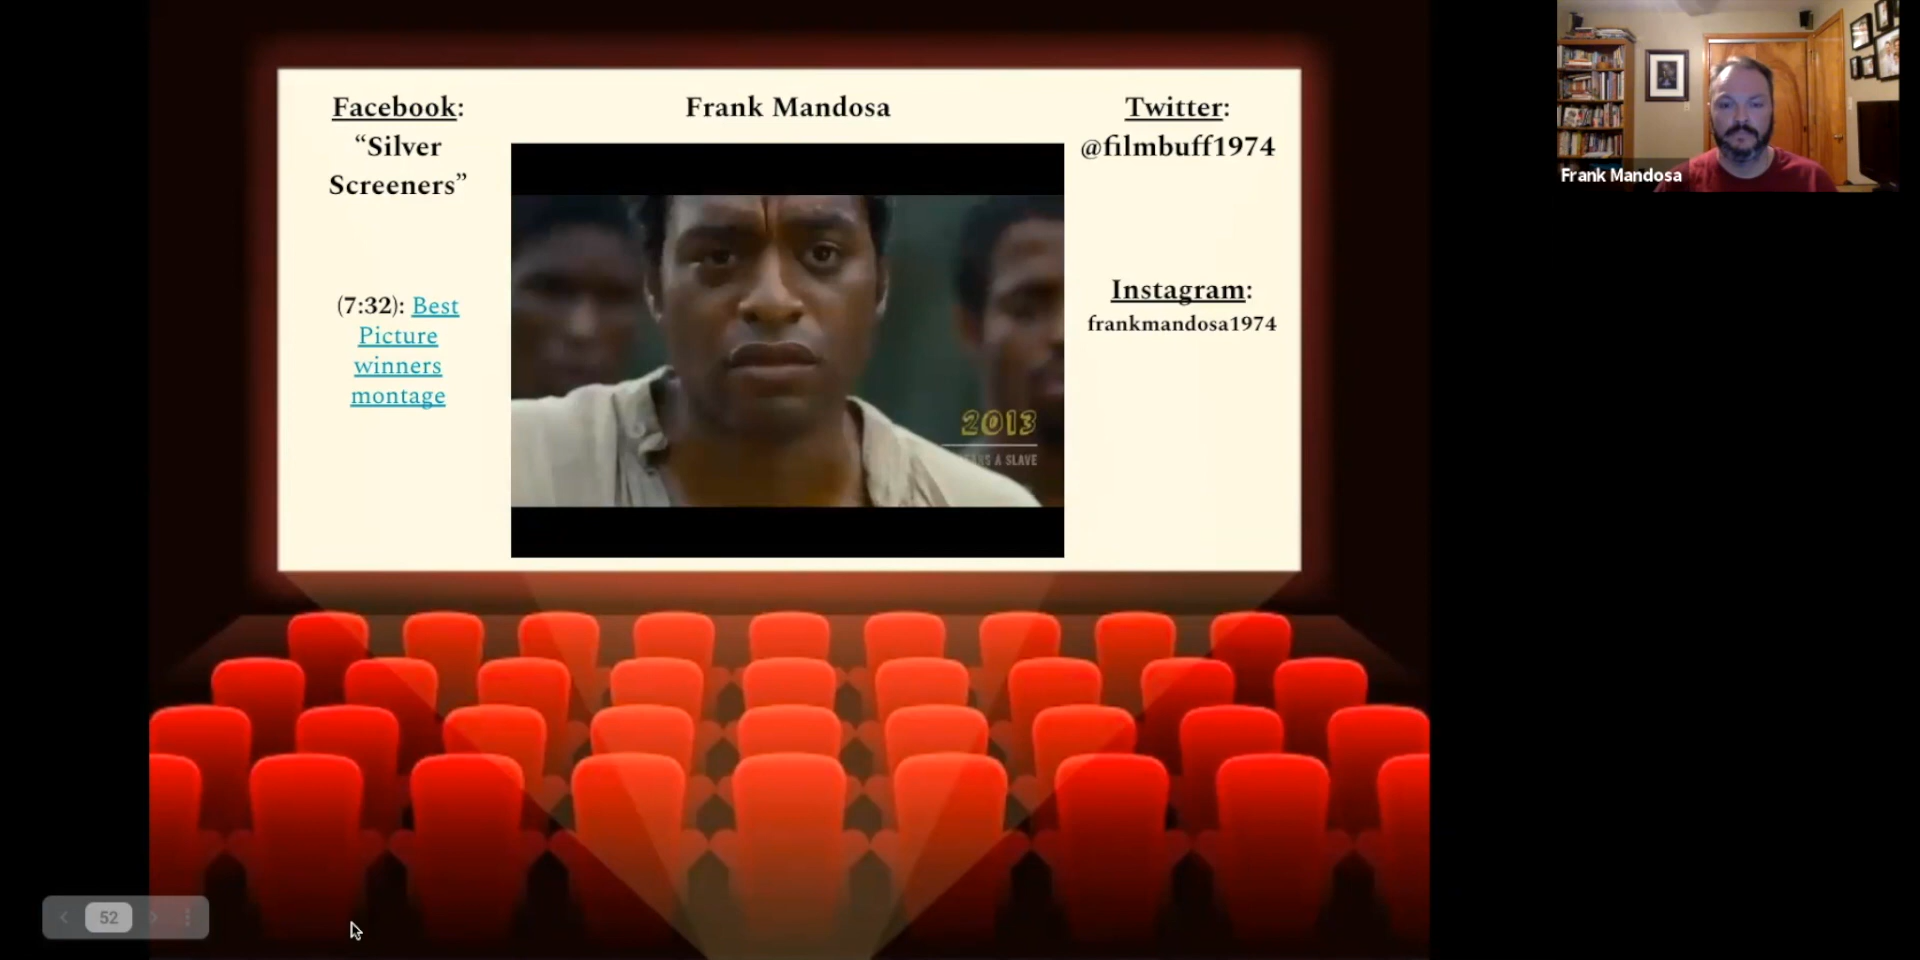 Facebook:
“Silver
Screeners”
(7:32): Best
Picture
winners
montage
Frank Mandosa
2013
A SLAVE
Twitter:
@filmbuff1974
Instagram:
frankmandosa1974
Frank Mandosa
52